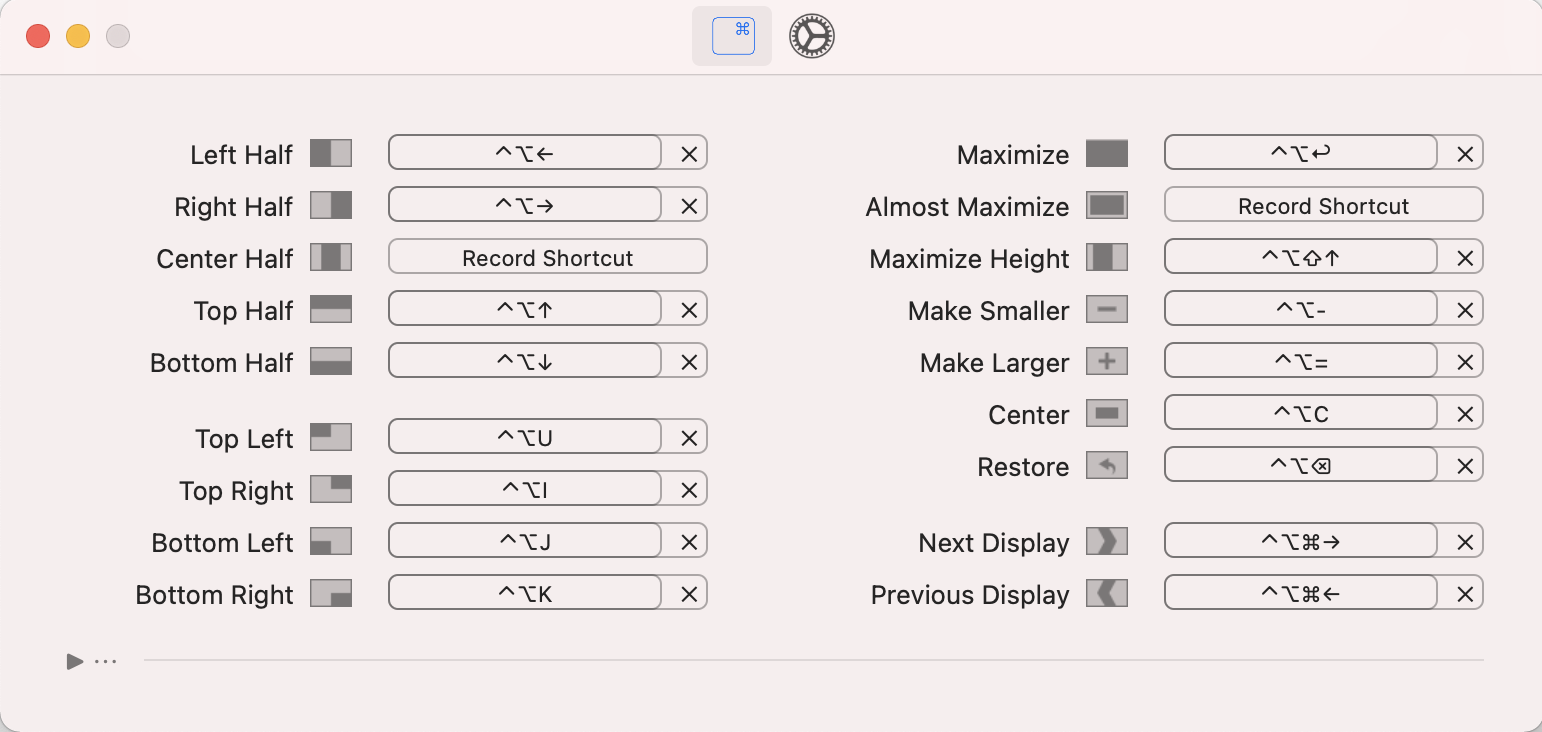 ⌘
Left Half ^⌥←
Right Half ^⌥→
Center Half Record Shortcut
Top Half ^⌥↑
Bottom Half ^⌥↓
Top Left ^⌥U
Top Right ^⌥I
Bottom Left ^⌥J
Bottom Right ^⌥K
Maximize ^⌥↩
Almost Maximize Record Shortcut
Maximize Height ^⌥⇧↑
Make Smaller ^⌥-
Make Larger ^⌥=
Center ^⌥C
Restore ^⌥⌫
Next Display ^⌥⌘→
Previous Display ^⌥⌘←
▶ ...